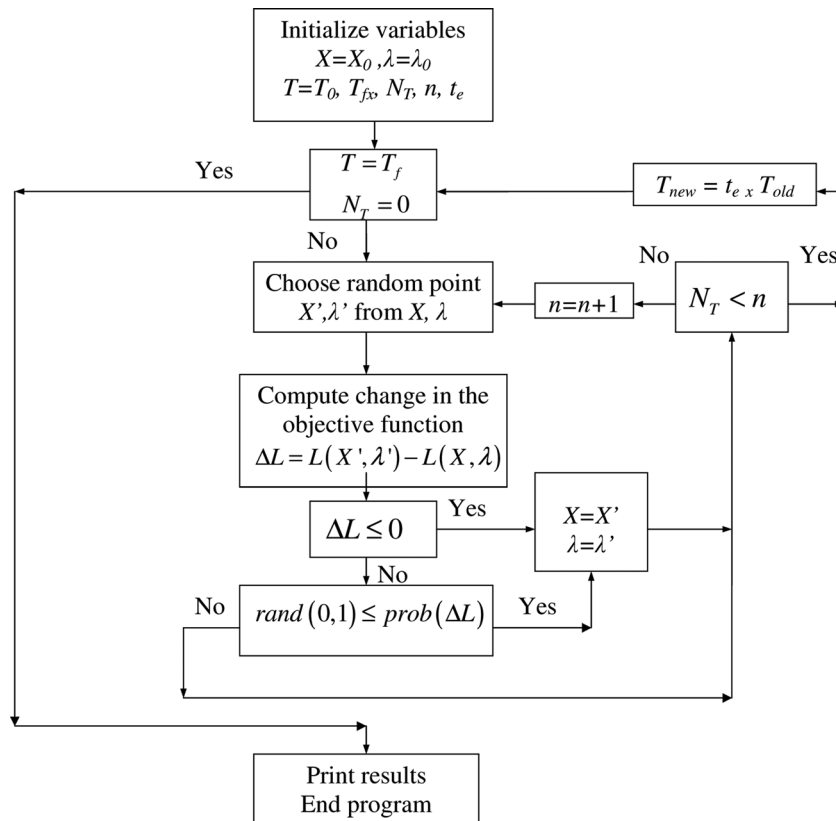 Initialize variables
X=X₀ ,λ=λ₀
T=T₀, T_fx, N_T, n, t_e
Yes
T = T_f
N_T = 0
T_new = t_e x T_old
No
Choose random point
X’,λ’ from X, λ
n=n+1
No
N_T < n
Yes
Compute change in the
objective function
ΔL = L(X',λ') − L(X,λ)
ΔL ≤ 0
Yes
X=X’
λ=λ’
No
No
rand(0,1) ≤ prob(ΔL)
Yes
Print results
End program